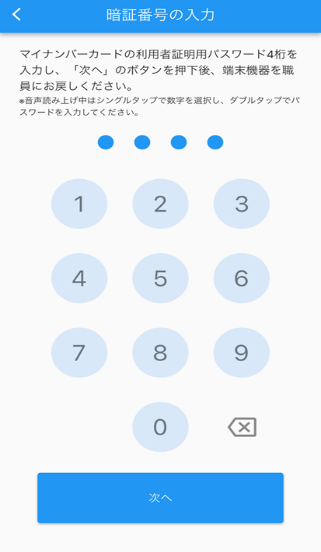 暗証番号の入力
マイナンバーカードの利用者証明用パスワード4桁を
入力し、「次へ」のボタンを押下後、端末機器を職
員にお戻しください。
※音声読み上げ中はシングルタップで数字を選択し、ダブルタップでパ
スワードを入力してください。
1 2 3
4 5 6
7 8 9
0
次へ